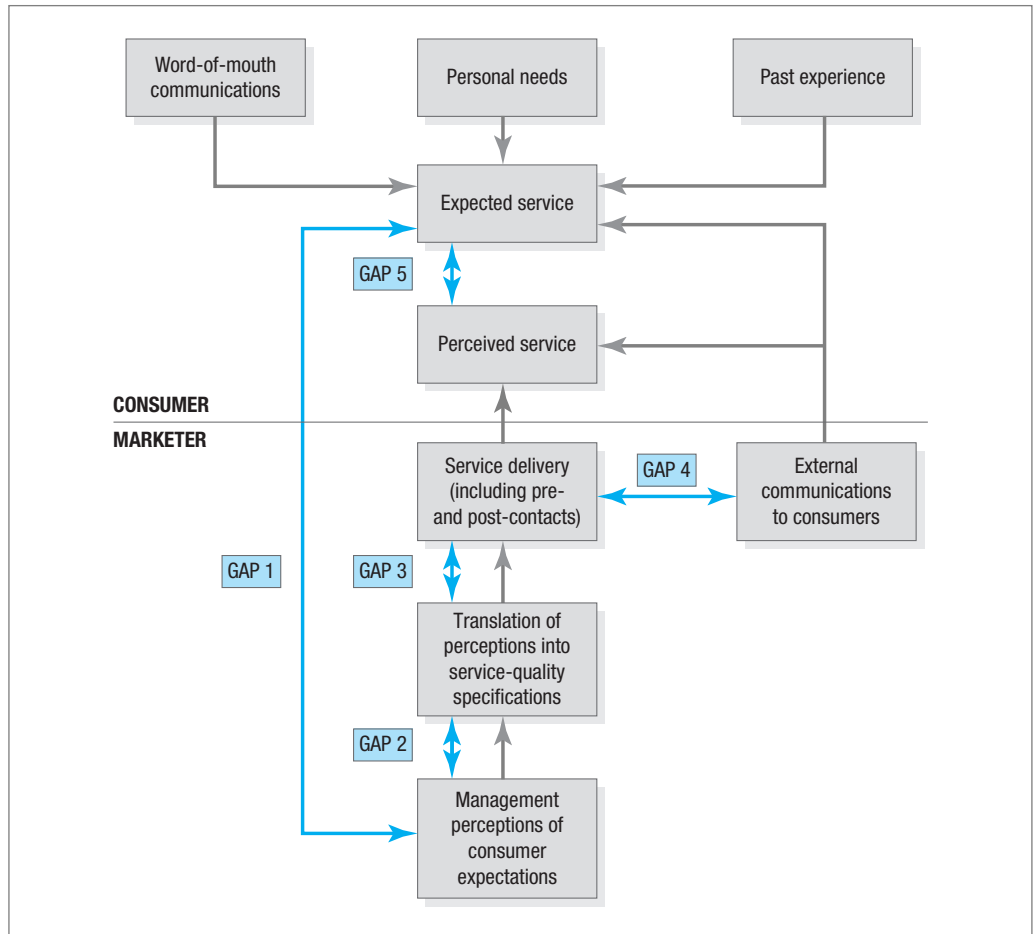 Word-of-mouth
communications
Personal needs
Past experience
Expected service
GAP 5
Perceived service
CONSUMER
MARKETER
Service delivery
(including pre-
and post-contacts)
GAP 4
External
communications
to consumers
GAP 1
GAP 3
Translation of
perceptions into
service-quality
specifications
GAP 2
Management
perceptions of
consumer
expectations